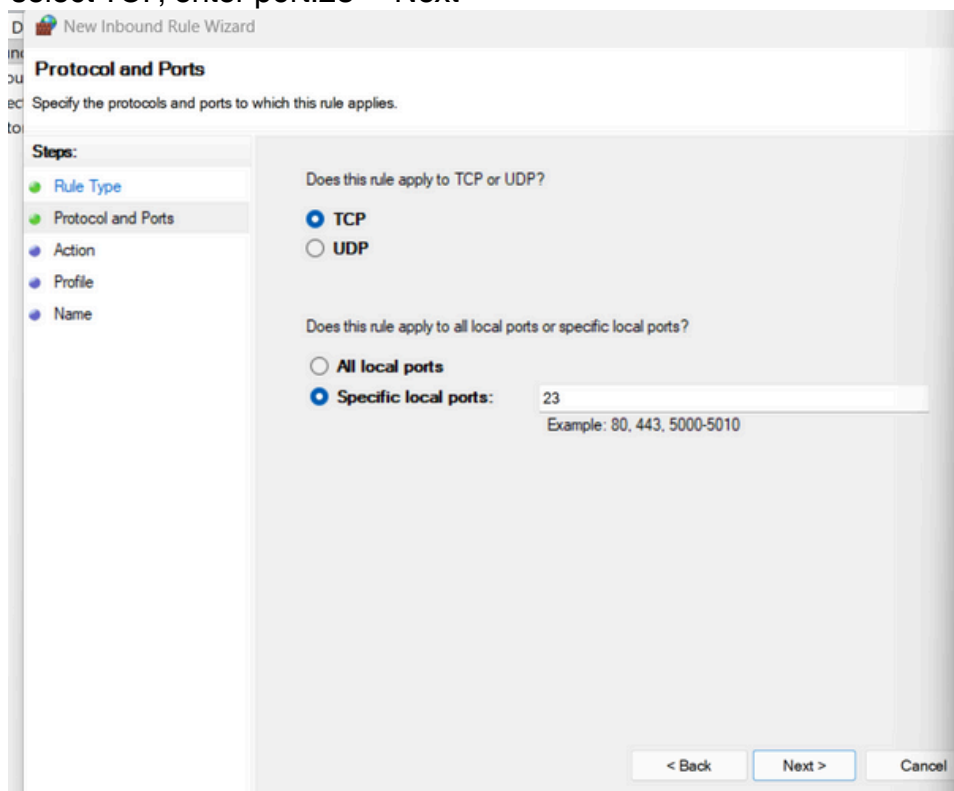 New Inbound Rule Wizard
Protocol and Ports
Specify the protocols and ports to which this rule applies.
Steps:
Rule Type
Protocol and Ports
Action
Profile
Name
Does this rule apply to TCP or UDP?
TCP
UDP
Does this rule apply to all local ports or specific local ports?
All local ports
Specific local ports:
23
Example: 80, 443, 5000-5010
< Back
Next >
Cancel